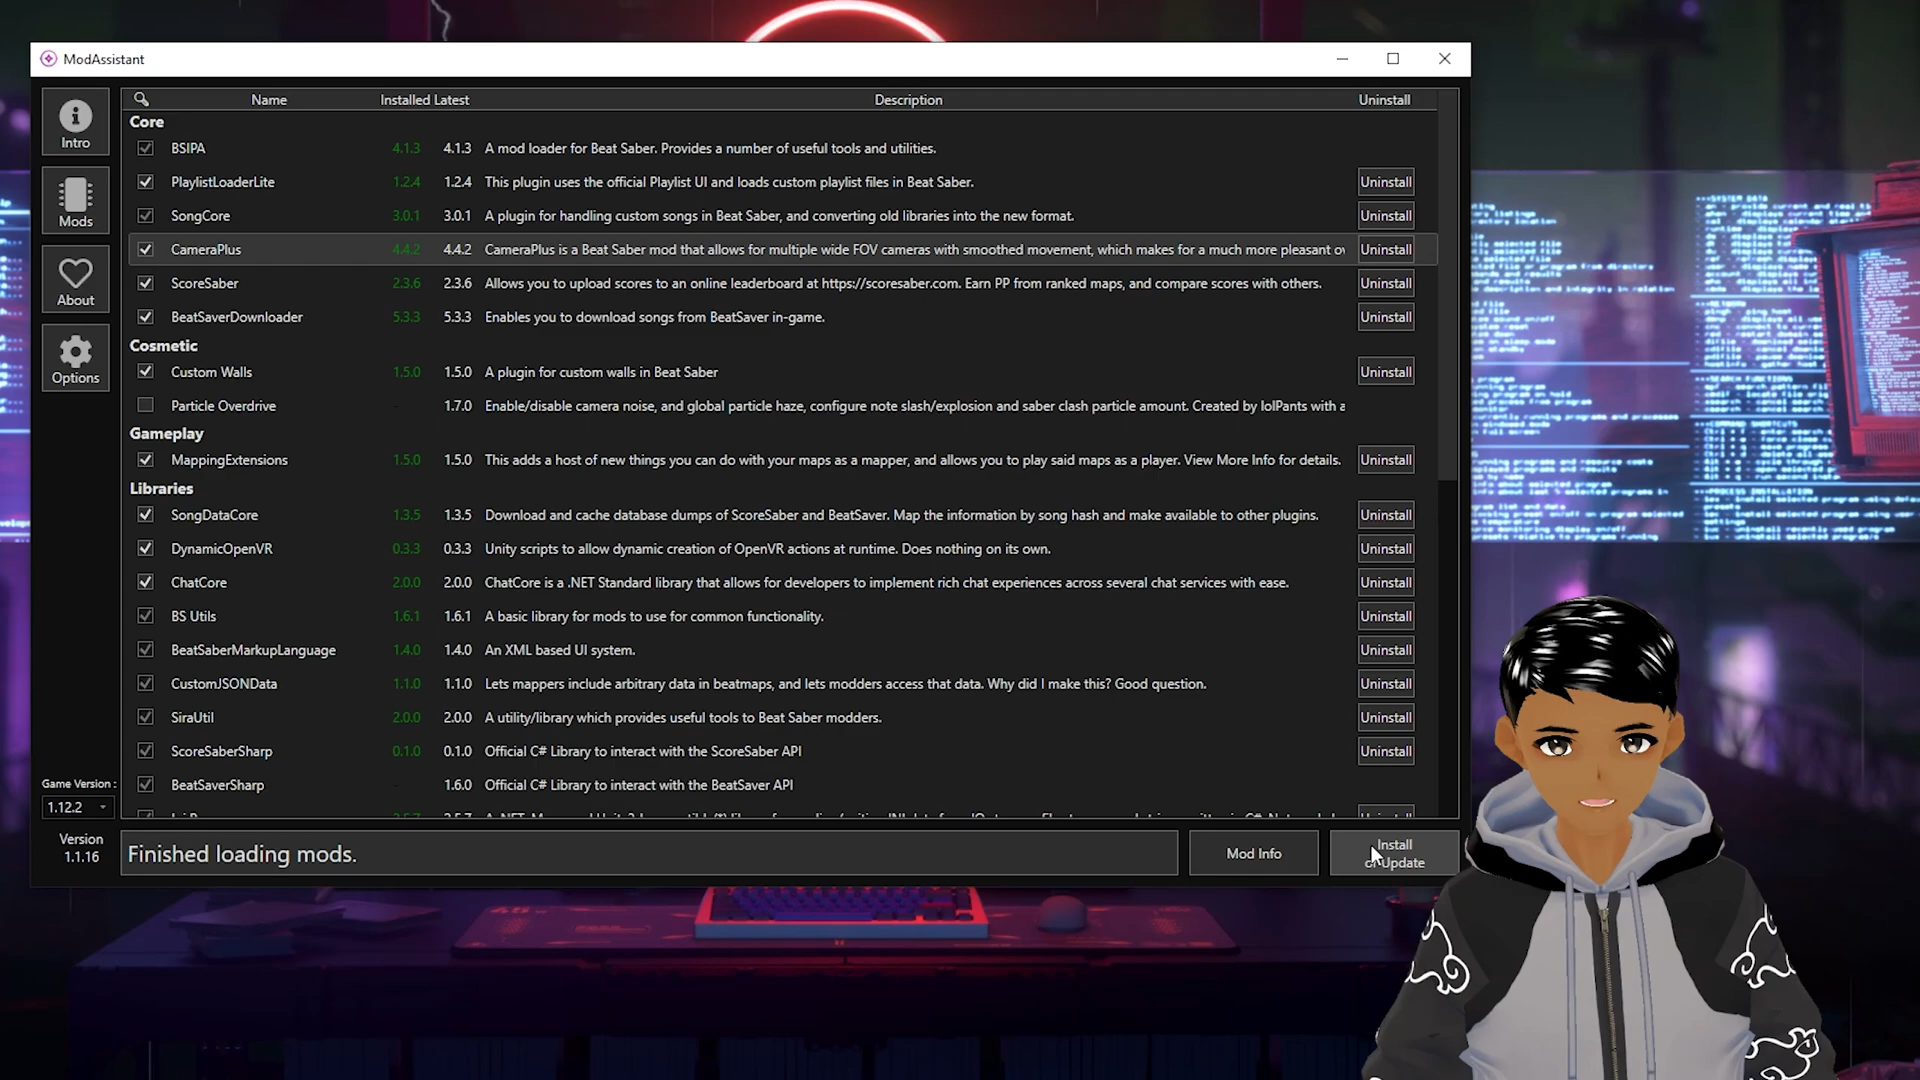 ModAssistant
Name Installed Latest Description Uninstall
Intro
Mods
About
Options
Core
BSIPA 4.1.3 4.1.3 A mod loader for Beat Saber. Provides a number of useful tools and utilities.
PlaylistLoaderLite 1.2.4 1.2.4 This plugin uses the official Playlist UI and loads custom playlist files in Beat Saber. Uninstall
SongCore 3.0.1 3.0.1 A plugin for handling custom songs in Beat Saber, and converting old libraries into the new format. Uninstall
CameraPlus 4.4.2 4.4.2 CameraPlus is a Beat Saber mod that allows for multiple wide FOV cameras with smoothed movement, which makes for a much more pleasant ov Uninstall
ScoreSaber 2.3.6 2.3.6 Allows you to upload scores to an online leaderboard at https://scoresaber.com. Earn PP from ranked maps, and compare scores with others. Uninstall
BeatSaverDownloader 5.3.3 5.3.3 Enables you to download songs from BeatSaver in-game. Uninstall
Cosmetic
Custom Walls 1.5.0 1.5.0 A plugin for custom walls in Beat Saber Uninstall
Particle Overdrive - 1.7.0 Enable/disable camera noise, and global particle haze, configure note slash/explosion and saber clash particle amount. Created by lolPants with a
Gameplay
MappingExtensions 1.5.0 1.5.0 This adds a host of new things you can do with your maps as a mapper, and allows you to play said maps as a player. View More Info for details. Uninstall
Libraries
SongDataCore 1.3.5 1.3.5 Download and cache database dumps of ScoreSaber and BeatSaver. Map the information by song hash and make available to other plugins. Uninstall
DynamicOpenVR 0.3.3 0.3.3 Unity scripts to allow dynamic creation of OpenVR actions at runtime. Does nothing on its own. Uninstall
ChatCore 2.0.0 2.0.0 ChatCore is a .NET Standard library that allows for developers to implement rich chat experiences across several chat services with ease. Uninstall
BS Utils 1.6.1 1.6.1 A basic library for mods to use for common functionality. Uninstall
BeatSaberMarkupLanguage 1.4.0 1.4.0 An XML based UI system. Uninstall
CustomJSONData 1.1.0 1.1.0 Lets mappers include arbitrary data in beatmaps, and lets modders access that data. Why did I make this? Good question. Uninstall
SiraUtil 2.0.0 2.0.0 A utility/library which provides useful tools to Beat Saber modders. Uninstall
ScoreSaberSharp 0.1.0 0.1.0 Official C# Library to interact with the ScoreSaber API Uninstall
BeatSaverSharp - 1.6.0 Official C# Library to interact with the BeatSaver API
Game Version :
1.12.2
Version
1.1.16
Finished loading mods.
Mod Info
Install
or Update